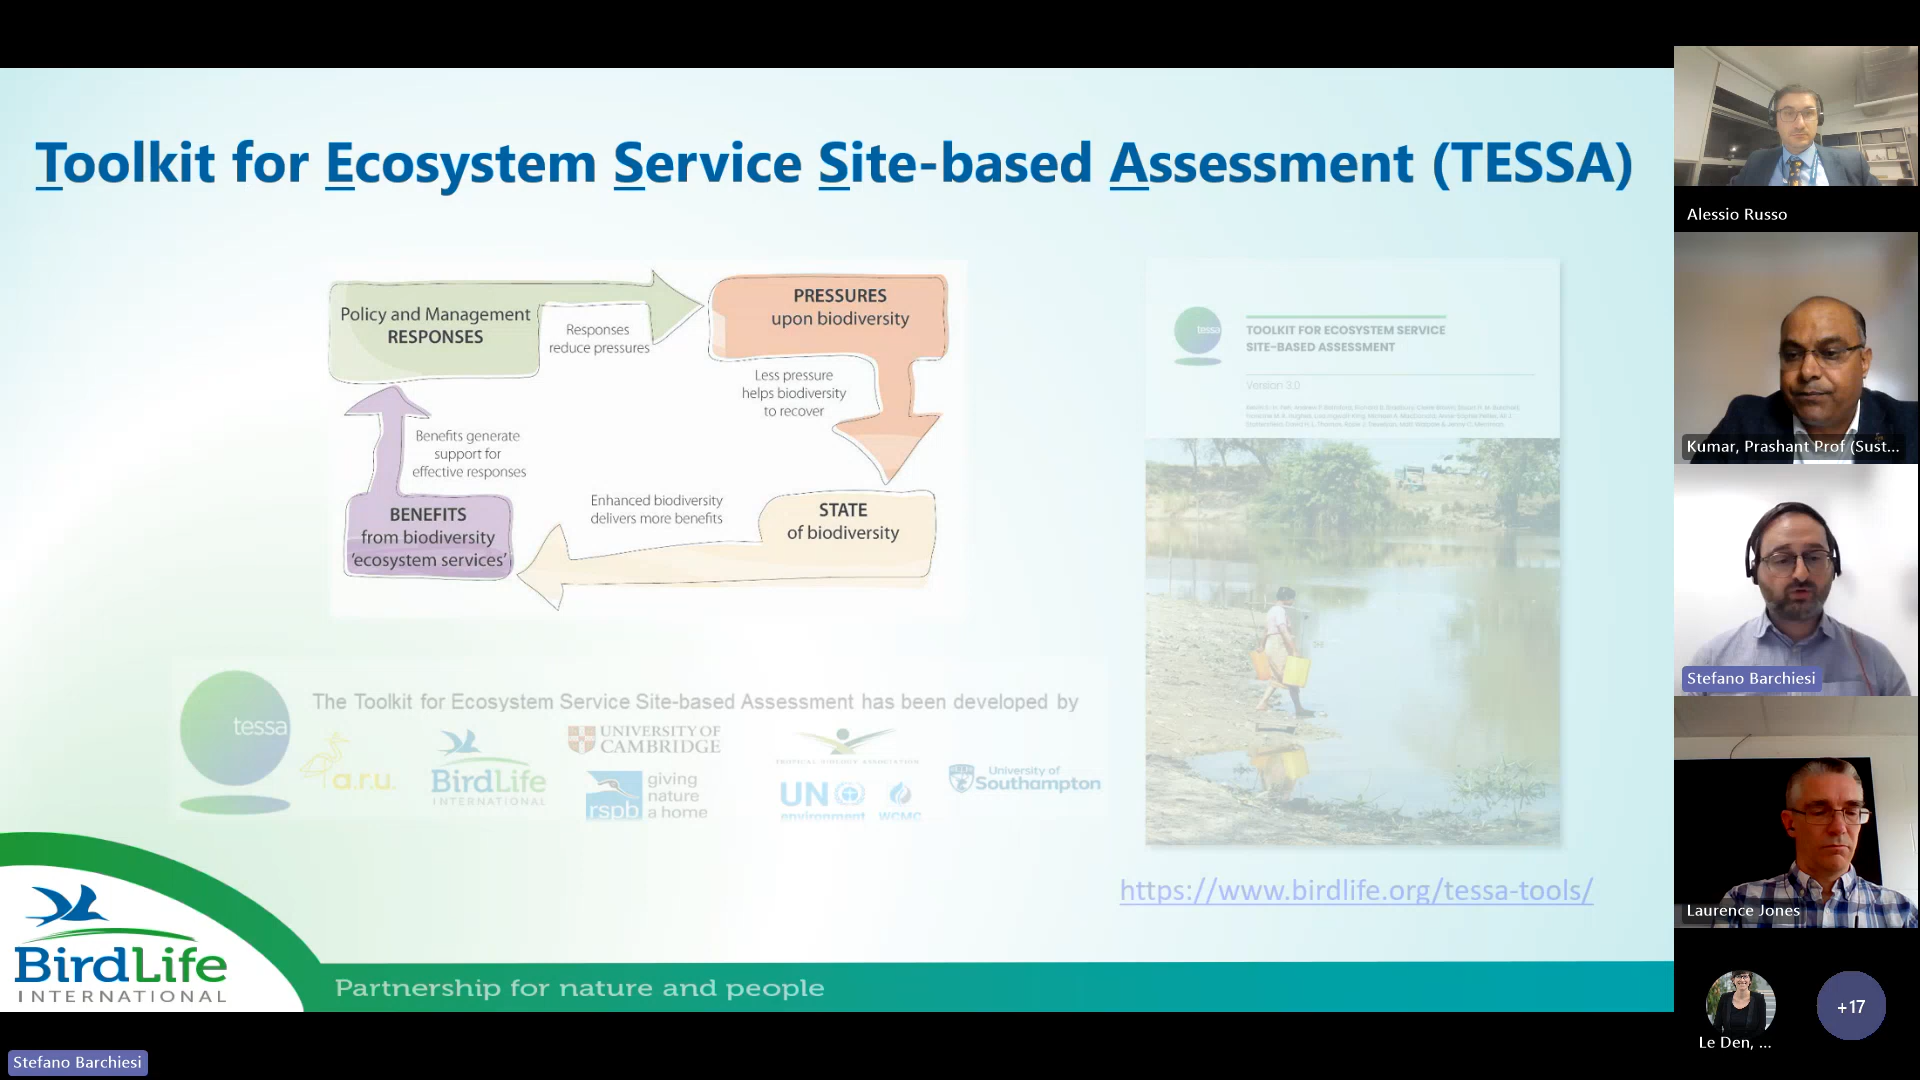 Toolkit for Ecosystem Service Site-based Assessment (TESSA)
Policy and Management
RESPONSES
Responses
reduce pressures
PRESSURES
upon biodiversity
Less pressure
helps biodiversity
to recover
Benefits generate
support for
effective responses
Enhanced biodiversity
delivers more benefits
STATE
of biodiversity
BENEFITS
from biodiversity
'ecosystem services'
tessa
TOOLKIT FOR ECOSYSTEM SERVICE
SITE-BASED ASSESSMENT
Version 3.0
tessa
The Toolkit for Ecosystem Service Site-based Assessment has been developed by
a.r.u.
BirdLife
INTERNATIONAL
UNIVERSITY OF
CAMBRIDGE
rspb
giving
nature
a home
TROPICAL BIOLOGY ASSOCIATION
UN
environment
WCMC
University of
Southampton
https://www.birdlife.org/tessa-tools/
BirdLife
INTERNATIONAL
Partnership for nature and people
Stefano Barchiesi
Alessio Russo
Kumar, Prashant Prof (Sust...
Stefano Barchiesi
Laurence Jones
Le Den, ...
+17